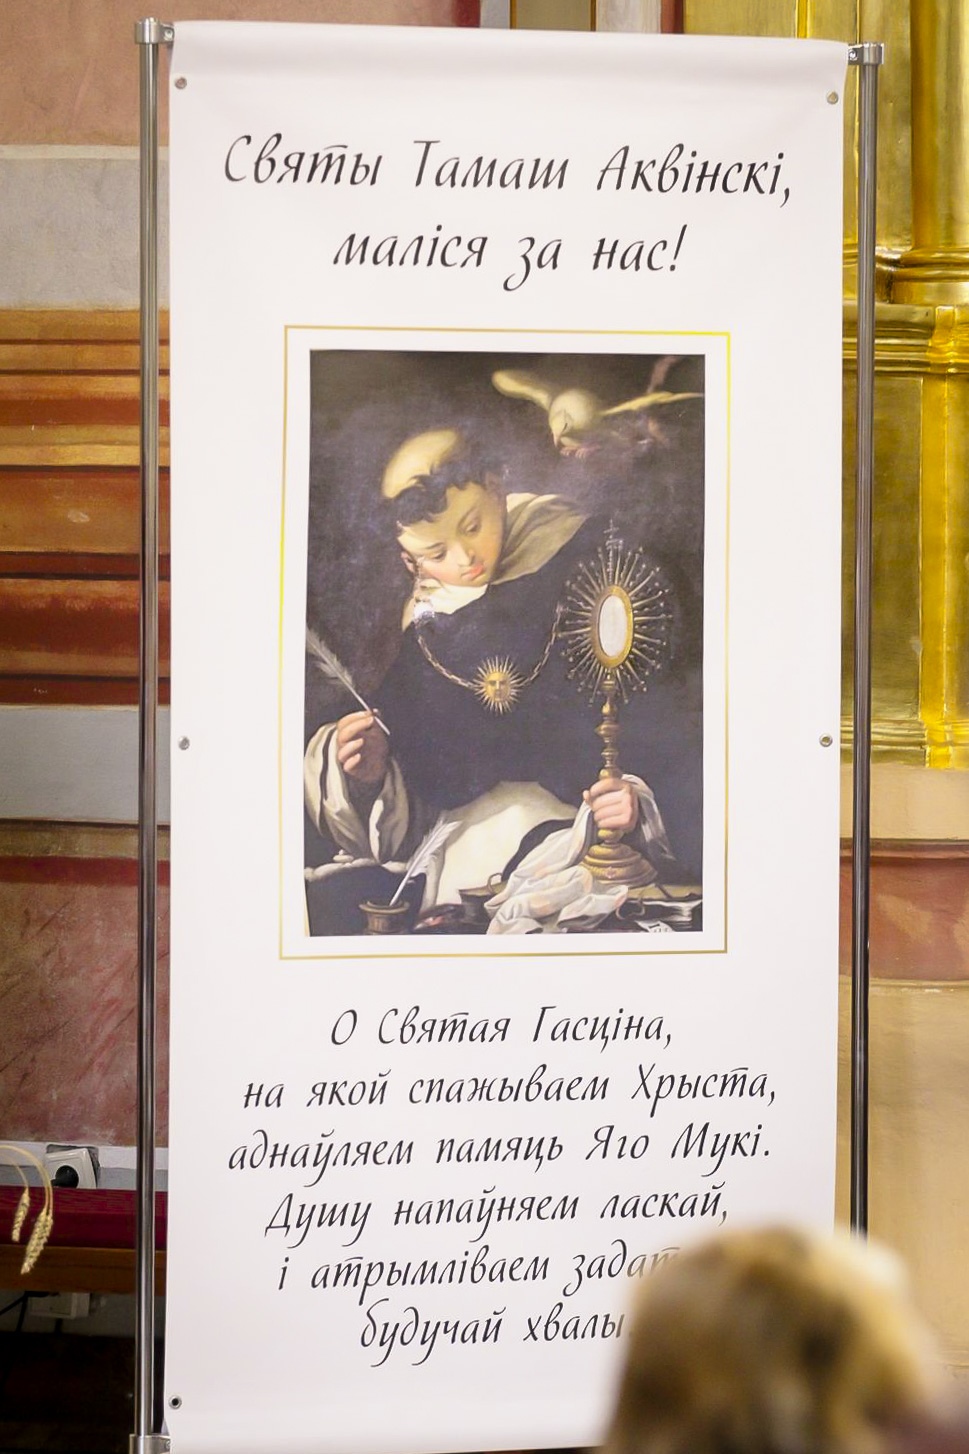 Святы Тамаш Аквінскі,
маліся за нас!
О Святая Гасціна,
на якой спажываем Хрыста,
аднаўляем памяць Яго Мукі.
Душу напаўняем ласкай,
і атрымліваем
будучай хвалы.